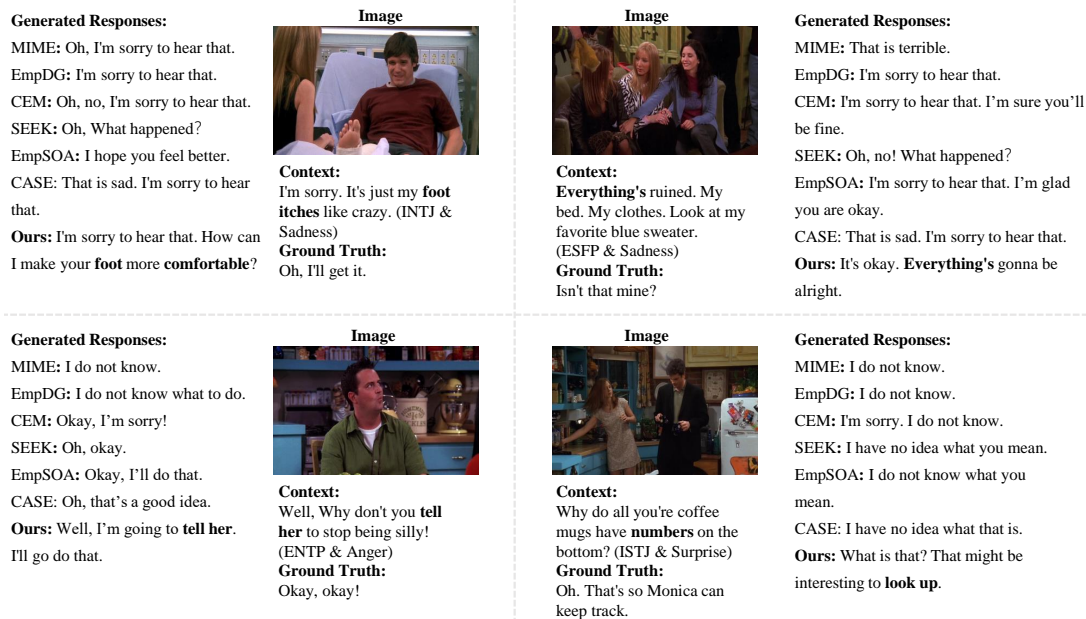 Generated Responses:
MIME: Oh, I'm sorry to hear that.
EmpDG: I'm sorry to hear that.
CEM: Oh, no, I'm sorry to hear that.
SEEK: Oh, What happened?
EmpSOA: I hope you feel better.
CASE: That is sad. I'm sorry to hear
that.
Ours: I'm sorry to hear that. How can
I make your foot more comfortable?
Image
Context:
I'm sorry. It's just my foot
itches like crazy. (INTJ &
Sadness)
Ground Truth:
Oh, I'll get it.
Image
Context:
Everything's ruined. My
bed. My clothes. Look at my
favorite blue sweater.
(ESFP & Sadness)
Ground Truth:
Isn't that mine?
Generated Responses:
MIME: That is terrible.
EmpDG: I'm sorry to hear that.
CEM: I'm sorry to hear that. I’m sure you’ll
be fine.
SEEK: Oh, no! What happened?
EmpSOA: I'm sorry to hear that. I’m glad
you are okay.
CASE: That is sad. I'm sorry to hear that.
Ours: It's okay. Everything's gonna be
alright.
Generated Responses:
MIME: I do not know.
EmpDG: I do not know what to do.
CEM: Okay, I’m sorry!
SEEK: Oh, okay.
EmpSOA: Okay, I’ll do that.
CASE: Oh, that’s a good idea.
Ours: Well, I’m going to tell her.
I'll go do that.
Image
Context:
Well, Why don't you tell
her to stop being silly!
(ENTP & Anger)
Ground Truth:
Okay, okay!
Image
Context:
Why do all you're coffee
mugs have numbers on the
bottom? (ISTJ & Surprise)
Ground Truth:
Oh. That's so Monica can
keep track.
Generated Responses:
MIME: I do not know.
EmpDG: I do not know.
CEM: I'm sorry. I do not know.
SEEK: I have no idea what you mean.
EmpSOA: I do not know what you
mean.
CASE: I have no idea what that is.
Ours: What is that? That might be
interesting to look up.